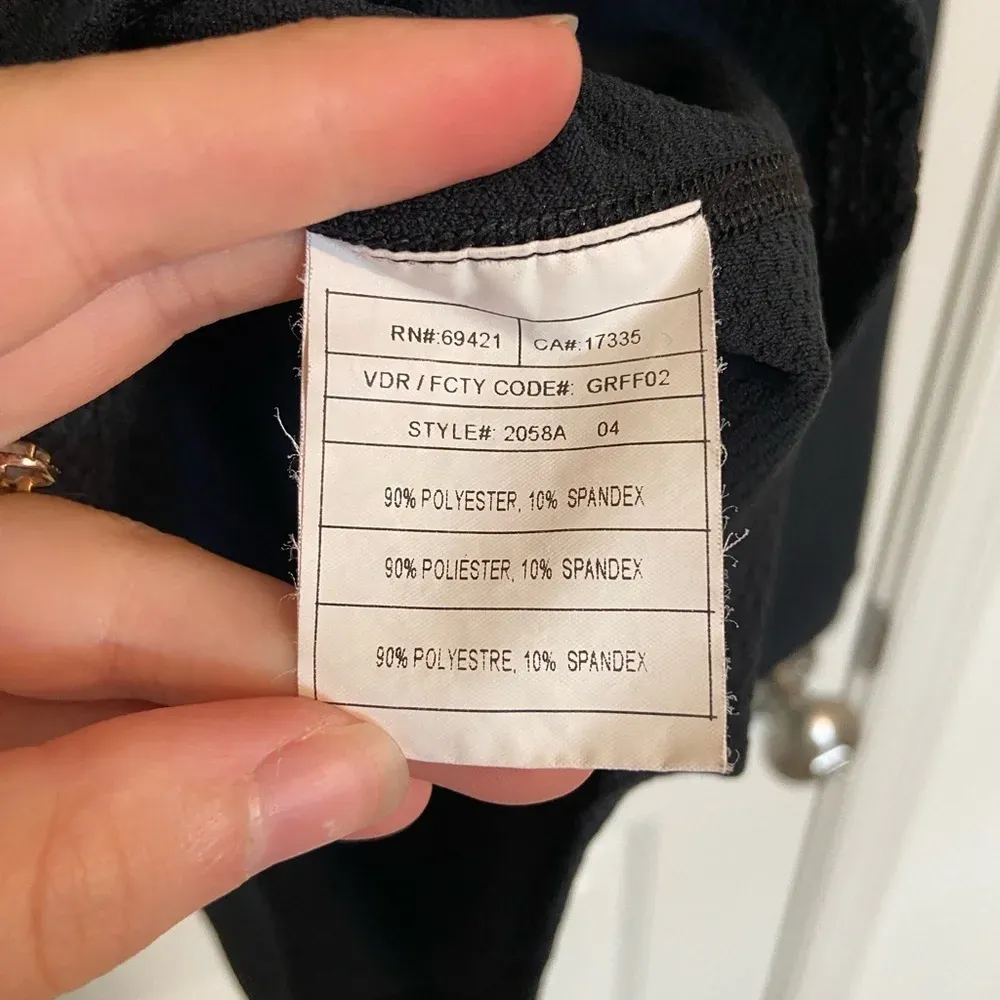 RN#:69421 CA#:17335
VDR / FCTY CODE#: GRFF02
STYLE#: 2058A 04
90% POLYESTER, 10% SPANDEX
90% POLIÉSTER, 10% SPANDEX
90% POLYESTRE, 10% SPANDEX